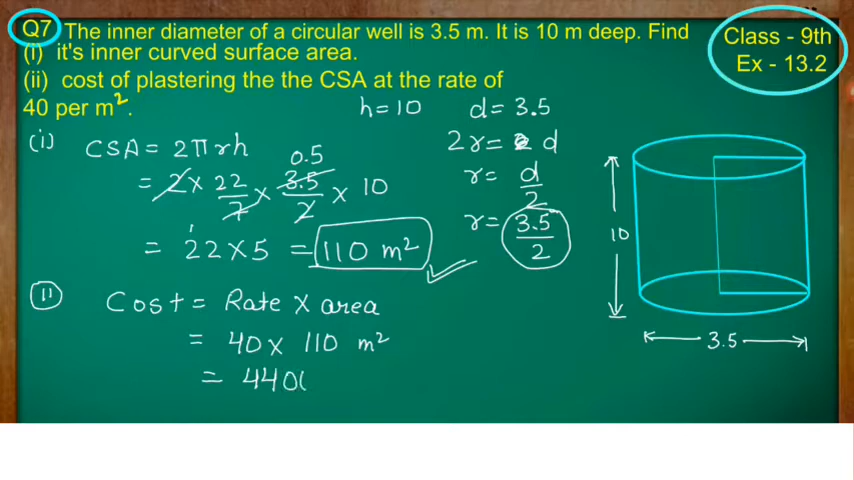 Q7 The inner diameter of a circular well is 3.5 m. It is 10 m deep. Find
(i) it's inner curved surface area.
(ii) cost of plastering the the CSA at the rate of
40 per m².
Class - 9th
Ex - 13.2
h=10 d=3.5
2r= d
r= d/2
r= 3.5/2
(i) CSA= 2πrh
0.5
= 2 × 22/7 × 3.5/2 × 10
1
= 22×5 = 110 m²
(ii) Cost = Rate × area
= 40 × 110 m²
= 440(
10
3.5